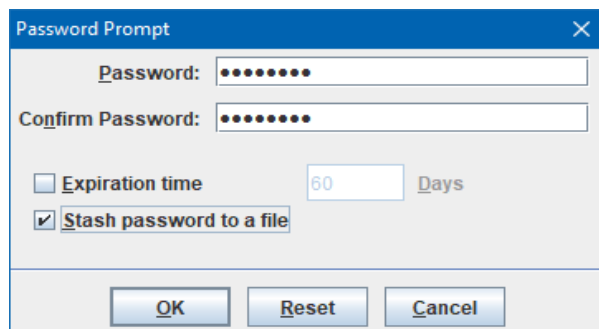 Password Prompt
Password: ••••••••
Confirm Password: ••••••••
Expiration time 60 Days
Stash password to a file
OK Reset Cancel